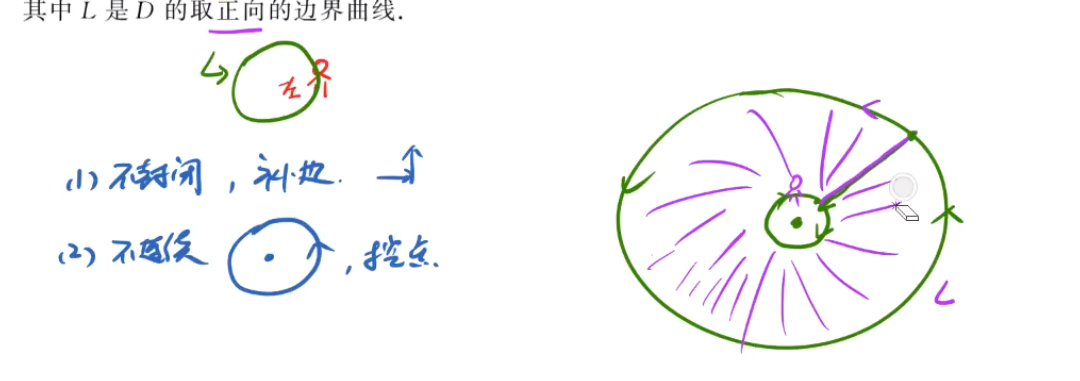 其中 L 是 D 的取正向的边界曲线.
左
(1) 不封闭，补边.
(2) 不连续 ，挖点.
L